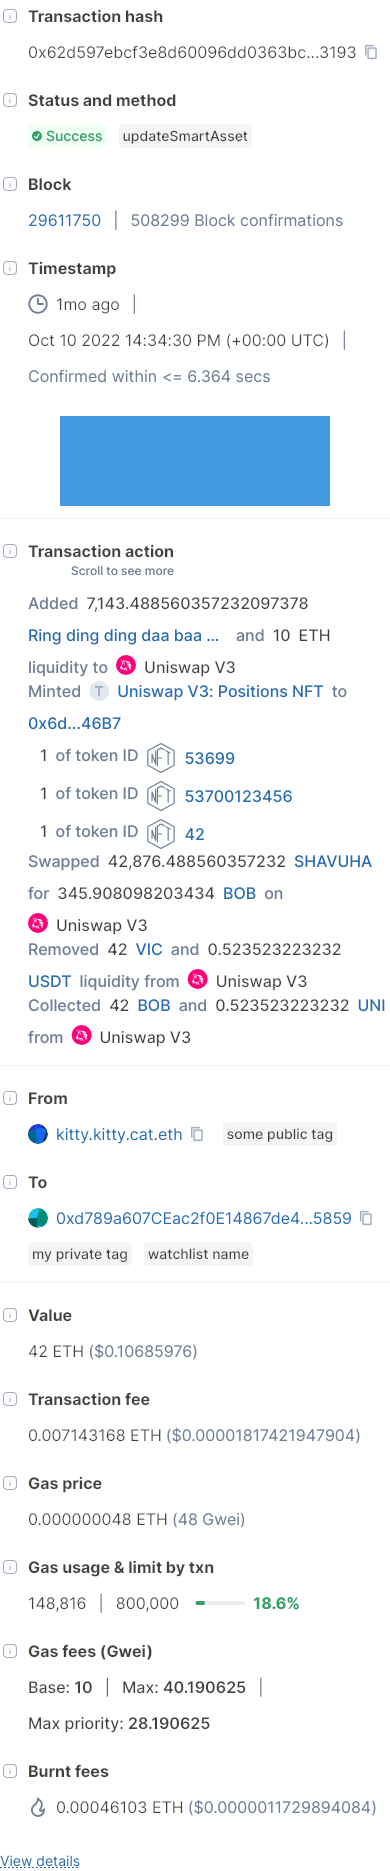 Transaction hash
0x62d597ebcf3e8d60096dd0363bc...3193
Status and method
Success updateSmartAsset
Block
29611750 | 508299 Block confirmations
Timestamp
1mo ago |
Oct 10 2022 14:34:30 PM (+00:00 UTC) |
Confirmed within <= 6.364 secs
Transaction action
Scroll to see more
Added 7,143.488560357232097378
Ring ding ding daa baa ... and 10 ETH
liquidity to Uniswap V3
Minted T Uniswap V3: Positions NFT to
0x6d...46B7
1 of token ID NFT 53699
1 of token ID NFT 53700123456
1 of token ID NFT 42
Swapped 42,876.488560357232 SHAVUHA
for 345.908098203434 BOB on
Uniswap V3
Removed 42 VIC and 0.523523223232
USDT liquidity from Uniswap V3
Collected 42 BOB and 0.523523223232 UNI
from Uniswap V3
From
kitty.kitty.cat.eth some public tag
To
0xd789a607CEac2f0E14867de4...5859
my private tag watchlist name
Value
42 ETH ($0.10685976)
Transaction fee
0.007143168 ETH ($0.00001817421947904)
Gas price
0.000000048 ETH (48 Gwei)
Gas usage & limit by txn
148,816 | 800,000 18.6%
Gas fees (Gwei)
Base: 10 | Max: 40.190625 |
Max priority: 28.190625
Burnt fees
0.00046103 ETH ($0.0000011729894084)
View details